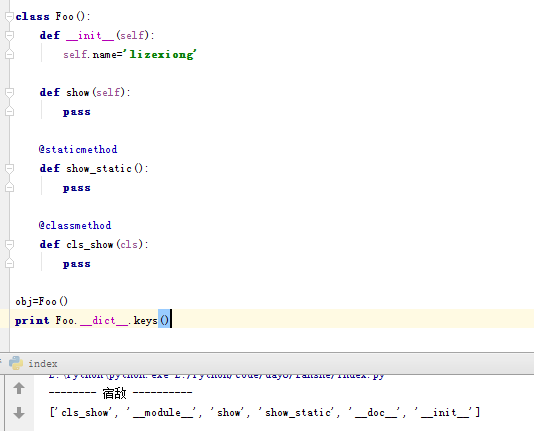 class Foo():
    def __init__(self):
        self.name='lizexiong'
    def show(self):
        pass
    @staticmethod
    def show_static():
        pass
    @classmethod
    def cls_show(cls):
        pass
obj=Foo()
print Foo.__dict__.keys()
index
-------- 宿敌 ----------
['cls_show', '__module__', 'show', 'show_static', '__doc__', '__init__']